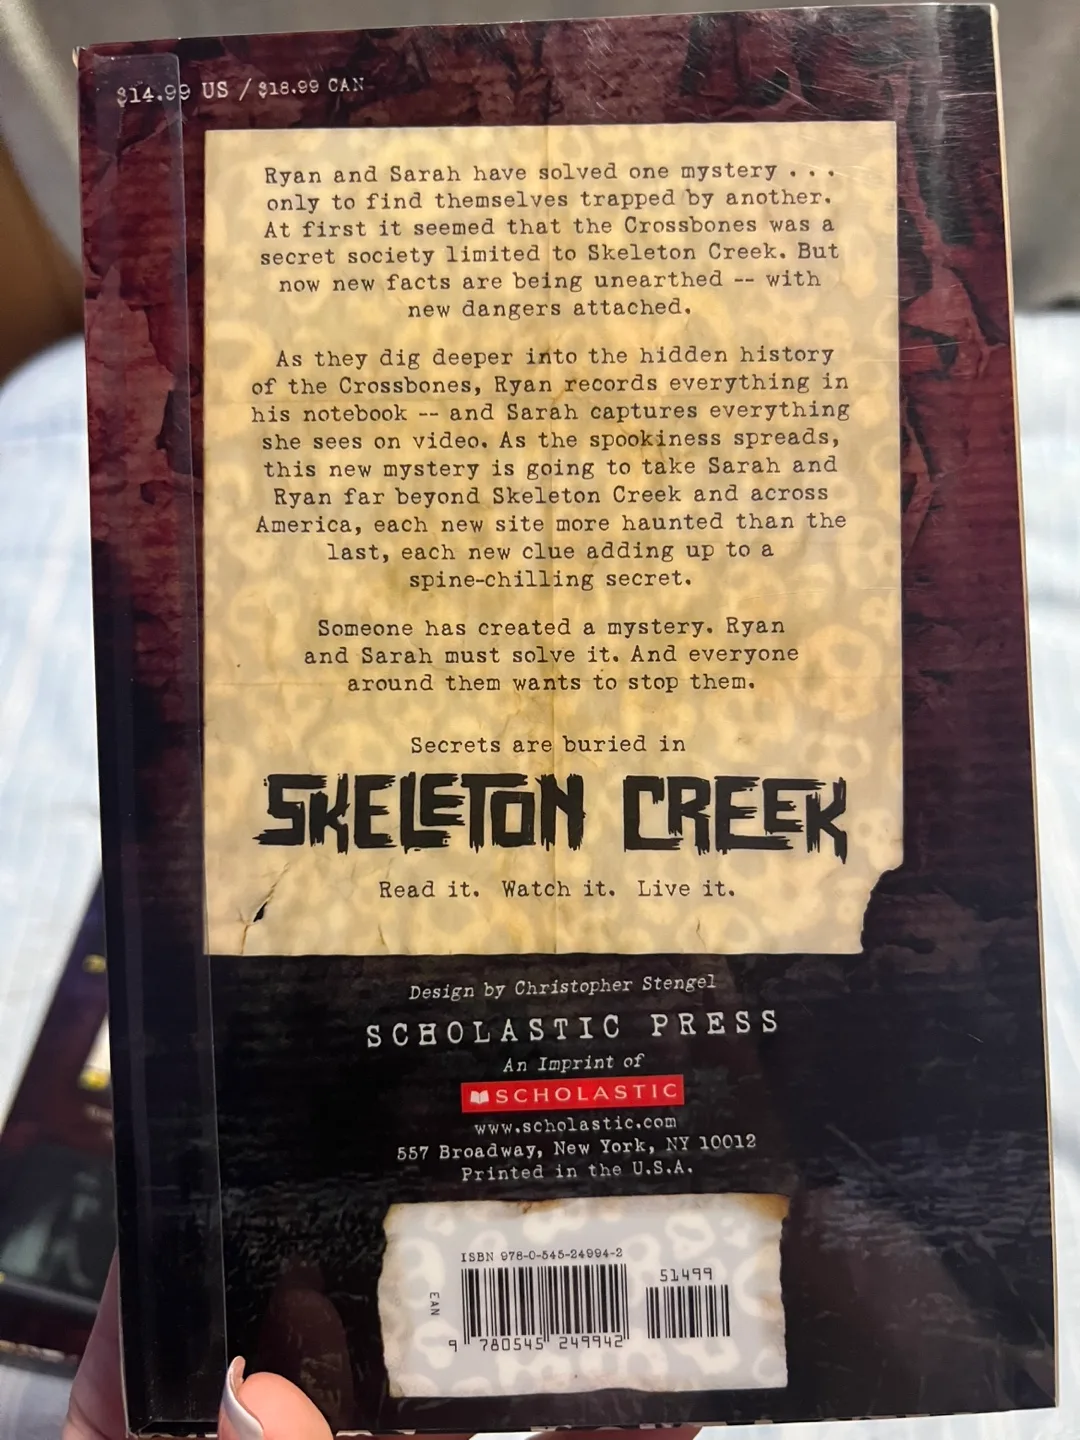 $14.99 US / $18.99 CAN
Ryan and Sarah have solved one mystery . . .
only to find themselves trapped by another.
At first it seemed that the Crossbones was a
secret society limited to Skeleton Creek. But
now new facts are being unearthed -- with
new dangers attached.
As they dig deeper into the hidden history
of the Crossbones, Ryan records everything in
his notebook -- and Sarah captures everything
she sees on video. As the spookiness spreads,
this new mystery is going to take Sarah and
Ryan far beyond Skeleton Creek and across
America, each new site more haunted than the
last, each new clue adding up to a
spine-chilling secret.
Someone has created a mystery. Ryan
and Sarah must solve it. And everyone
around them wants to stop them.
Secrets are buried in
SKELETON CREEK
Read it. Watch it. Live it.
Design by Christopher Stengel
SCHOLASTIC PRESS
An Imprint of
SCHOLASTIC
www.scholastic.com
557 Broadway, New York, NY 10012
Printed in the U.S.A.
ISBN 978-0-545-24994-2
51499
EAN
9 780545 249942